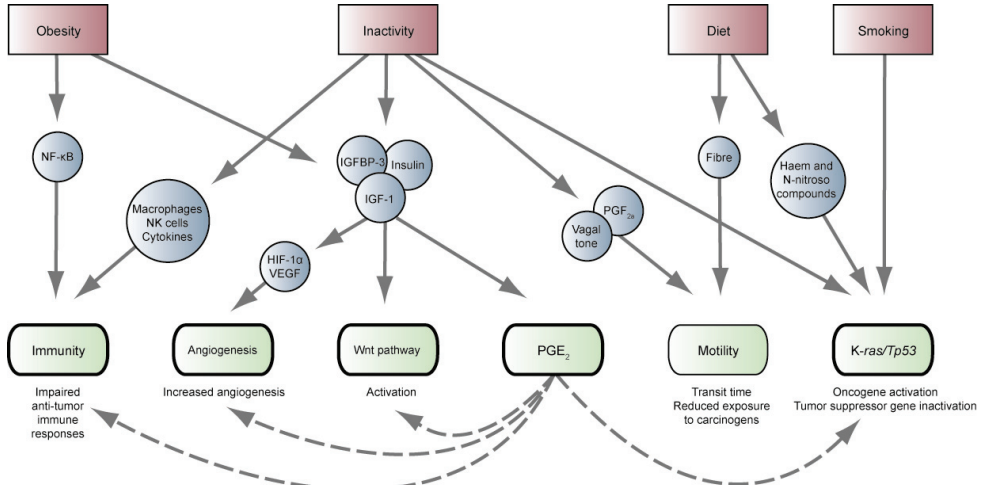 Obesity
Inactivity
Diet
Smoking
NF-κB
Macrophages
NK cells
Cytokines
IGFBP-3
Insulin
IGF-1
HIF-1α
VEGF
PGF2a
Vagal
tone
Fibre
Haem and
N-nitroso
compounds
Immunity
Angiogenesis
Wnt pathway
PGE2
Motility
K-ras/Tp53
Impaired
anti-tumor
immune
responses
Increased angiogenesis
Activation
Transit time
Reduced exposure
to carcinogens
Oncogene activation
Tumor suppressor gene inactivation